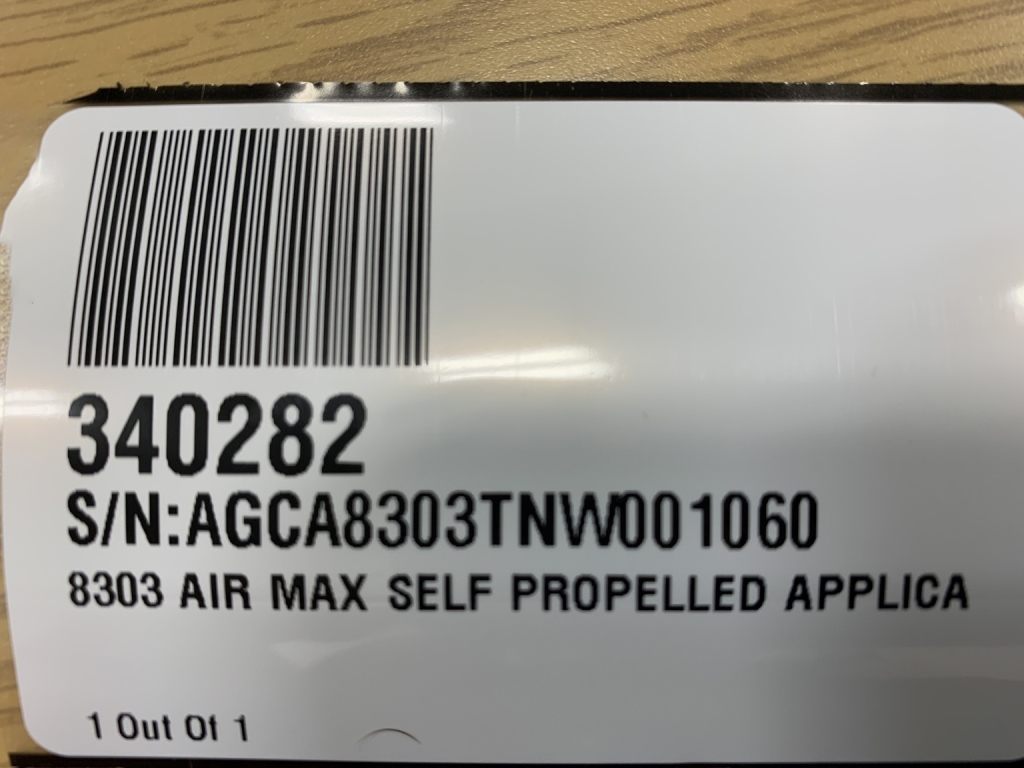 340282
S/N:AGCA8303TNW001060
8303 AIR MAX SELF PROPELLED APPLICA
1 Out Of 1